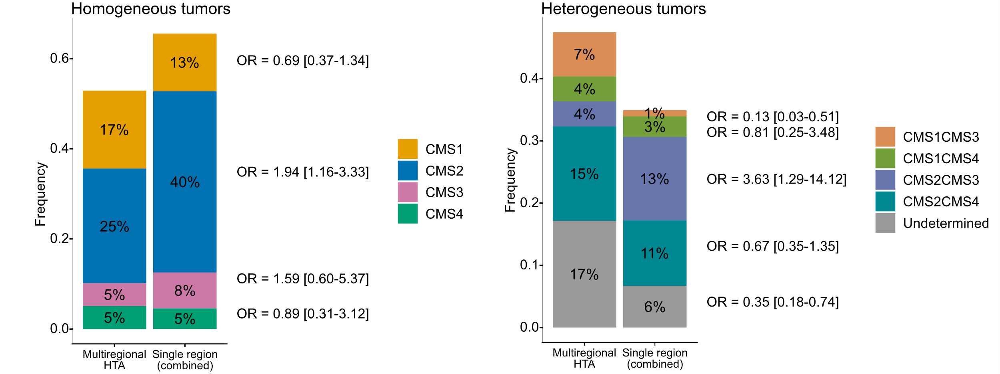 Homogeneous tumors
Frequency
0.6
0.4
0.2
0.0
17%
25%
5%
5%
13%
40%
8%
5%
OR = 0.69 [0.37-1.34]
OR = 1.94 [1.16-3.33]
OR = 1.59 [0.60-5.37]
OR = 0.89 [0.31-3.12]
Multiregional
HTA
Single region
(combined)
CMS1
CMS2
CMS3
CMS4
Heterogeneous tumors
Frequency
0.4
0.3
0.2
0.1
0.0
7%
4%
4%
15%
17%
1%
3%
13%
11%
6%
OR = 0.13 [0.03-0.51]
OR = 0.81 [0.25-3.48]
OR = 3.63 [1.29-14.12]
OR = 0.67 [0.35-1.35]
OR = 0.35 [0.18-0.74]
Multiregional
HTA
Single region
(combined)
CMS1CMS3
CMS1CMS4
CMS2CMS3
CMS2CMS4
Undetermined